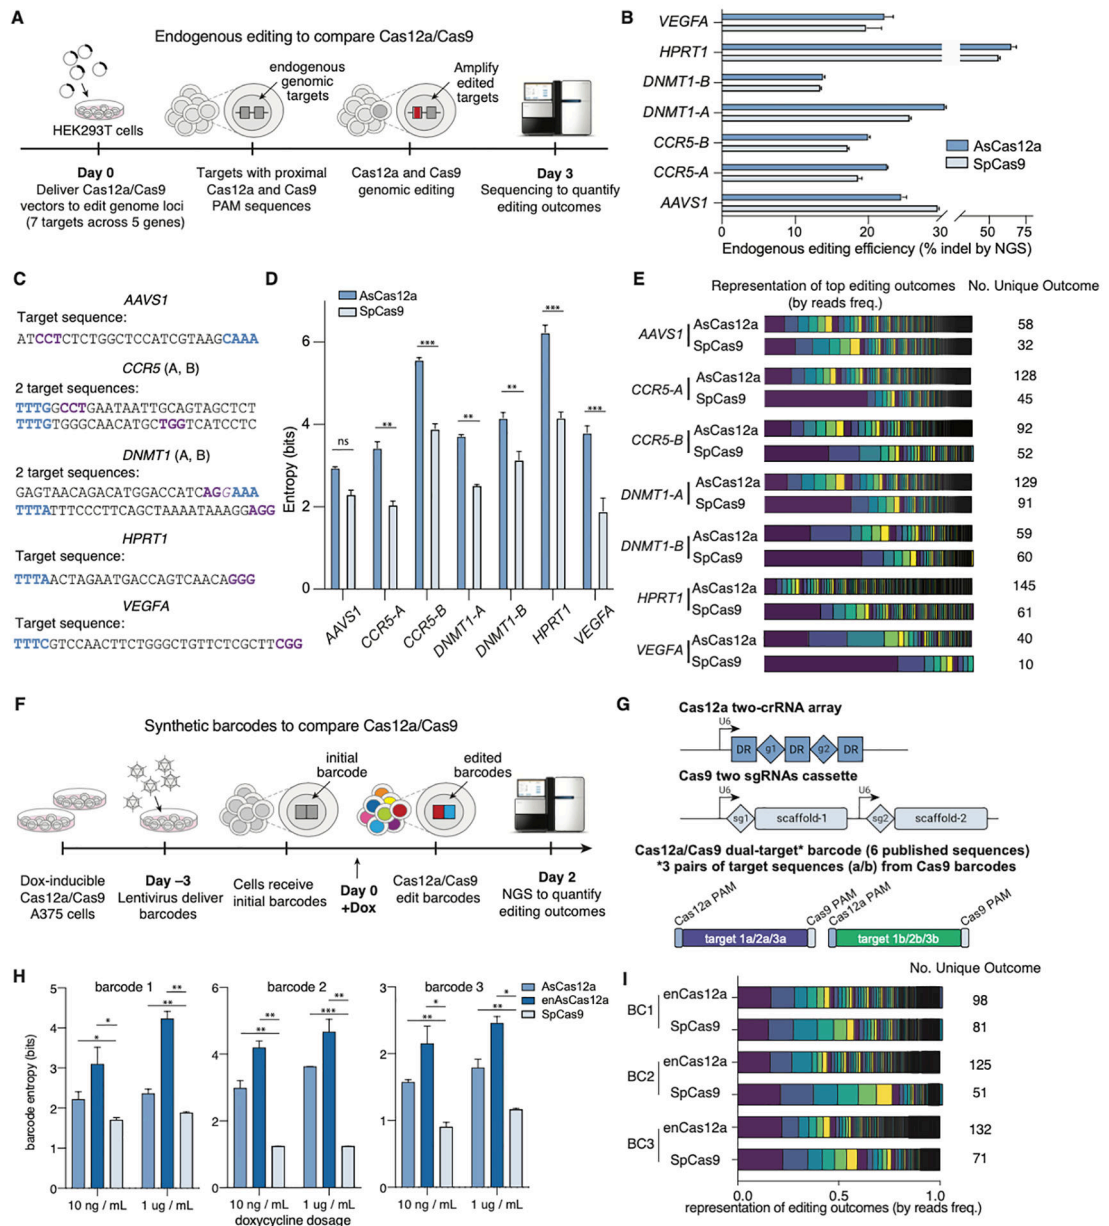 A
Endogenous editing to compare Cas12a/Cas9
HEK293T cells
endogenous
genomic
targets
Amplify
edited
targets
Day 0
Deliver Cas12a/Cas9
vectors to edit genome loci
(7 targets across 5 genes)
Targets with proximal
Cas12a and Cas9
PAM sequences
Cas12a and Cas9
genomic editing
Day 3
Sequencing to quantify
editing outcomes
B
VEGFA
HPRT1
DNMT1-B
DNMT1-A
CCR5-B
CCR5-A
AAVS1
AsCas12a
SpCas9
0 10 20 30 50 75
Endogenous editing efficiency (% indel by NGS)
C
AAVS1
Target sequence:
ATCCTCTCTGGCTCCATCGTAAGCAAA
CCR5 (A, B)
2 target sequences:
TTTGGCCTGAATAATTGCAGTAGCTCT
TTTGTGGGCAACATGCTGGTCATCCTC
DNMT1 (A, B)
2 target sequences:
GAGTAACAGACATGGACCATCAGGAAA
TTTATTTCCCTTCAGCTAAAATAAAGGAGG
HPRT1
Target sequence:
TTTAACTAGAATGACCAGTCAACAGGG
VEGFA
Target sequence:
TTTCGTCCAACTTCTGGGCTGTTCTCGCTTCGG
D
AsCas12a
SpCas9
Entropy (bits)
6
4
2
0
ns
**
***
**
**
***
***
AAVS1
CCR5-A
CCR5-B
DNMT1-A
DNMT1-B
HPRT1
VEGFA
E
Representation of top editing outcomes
(by reads freq.)
No. Unique Outcome
AAVS1
AsCas12a 58
SpCas9 32
CCR5-A
AsCas12a 128
SpCas9 45
CCR5-B
AsCas12a 92
SpCas9 52
DNMT1-A
AsCas12a 129
SpCas9 91
DNMT1-B
AsCas12a 59
SpCas9 60
HPRT1
AsCas12a 145
SpCas9 61
VEGFA
AsCas12a 40
SpCas9 10
F
Synthetic barcodes to compare Cas12a/Cas9
initial
barcode
edited
barcodes
Dox-inducible
Cas12a/Cas9
A375 cells
Day –3
Lentivirus deliver
barcodes
Cells receive
initial barcodes
Day 0
+Dox
Cas12a/Cas9
edit barcodes
Day 2
NGS to quantify
editing outcomes
G
Cas12a two-crRNA array
U6
DR g1 DR g2 DR
Cas9 two sgRNAs cassette
U6 U6
sg1 scaffold-1 sg2 scaffold-2
Cas12a/Cas9 dual-target* barcode (6 published sequences)
*3 pairs of target sequences (a/b) from Cas9 barcodes
Cas12a PAM
Cas9 PAM
Cas12a PAM
Cas9 PAM
target 1a/2a/3a
target 1b/2b/3b
H
barcode entropy (bits)
barcode 1
5
4
3
2
1
0
*
*
**
**
10 ng / mL 1 ug / mL
barcode 2
6
4
2
0
**
**
***
**
10 ng / mL 1 ug / mL
doxycycline dosage
barcode 3
3
2
1
0
**
*
**
*
10 ng / mL 1 ug / mL
AsCas12a
enAsCas12a
SpCas9
I
No. Unique Outcome
BC1
enCas12a 98
SpCas9 81
BC2
enCas12a 125
SpCas9 51
BC3
enCas12a 132
SpCas9 71
0.0 0.5 1.0
representation of editing outcomes (by reads freq.)